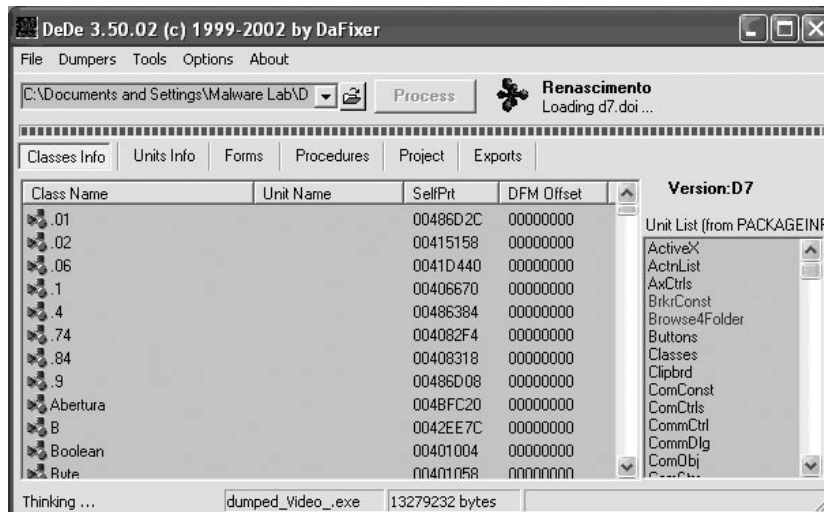 DeDe 3.50.02 (c) 1999-2002 by DaFixer
File Dumpers Tools Options About
C:\Documents and Settings\Malware Lab\D Process Renascimento
Loading d7.doi ...
Classes Info Units Info Forms Procedures Project Exports
Version:D7
Class Name Unit Name SelfPrt DFM Offset
Unit List (from PACKAGEINF
.01 00486D2C 00000000
.02 00415158 00000000
.06 0041D440 00000000
.1 00406670 00000000
.4 00486384 00000000
.74 004082F4 00000000
.84 00408318 00000000
.9 00486D08 00000000
Abertura 004BFC20 00000000
B 0042EE7C 00000000
Boolean 00401004 00000000
Byte 00401058 00000000
ActiveX
ActnList
AxCtrls
BrkrConst
Browse4Folder
Buttons
Classes
Clipbrd
ComConst
ComCtrls
CommCtrl
CommDlg
ComObj
Thinking ... dumped_Video_.exe 13279232 bytes